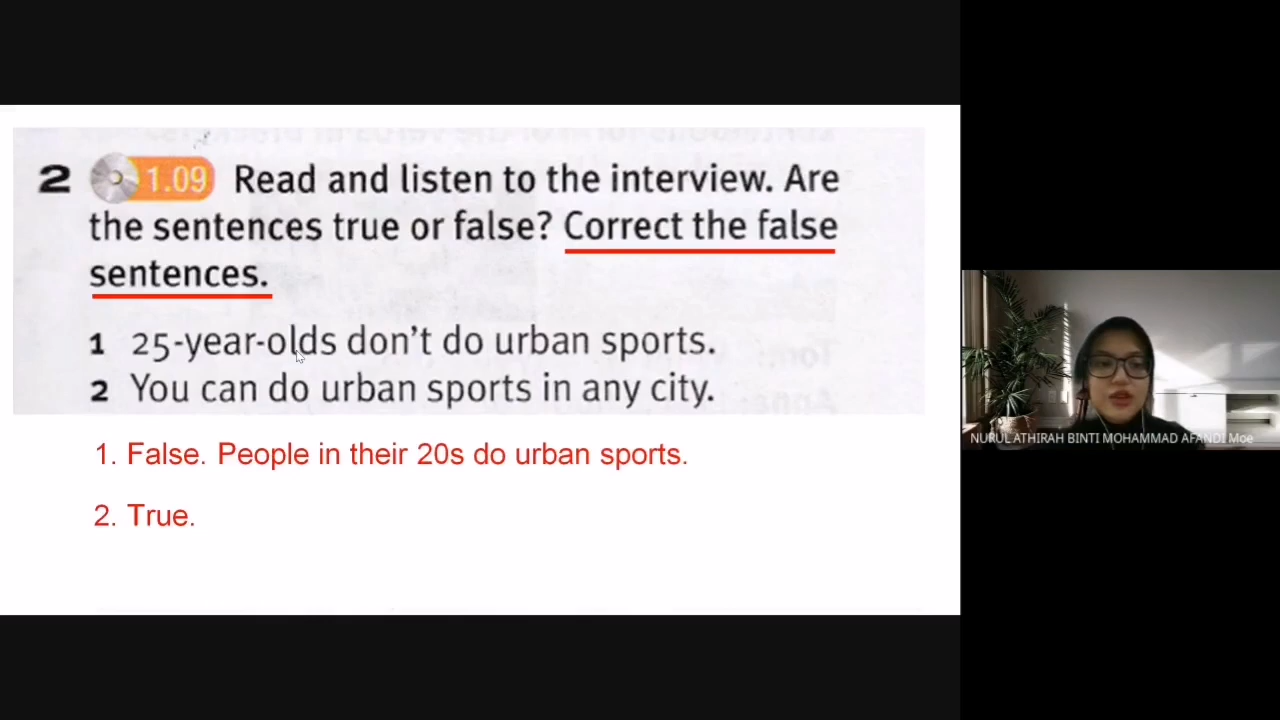 2 1.09 Read and listen to the interview. Are
the sentences true or false? Correct the false
sentences.
1 25-year-olds don't do urban sports.
2 You can do urban sports in any city.
1. False. People in their 20s do urban sports.
2. True.
NURUL ATHIRAH BINTI MOHAMMAD AFANDI Moe